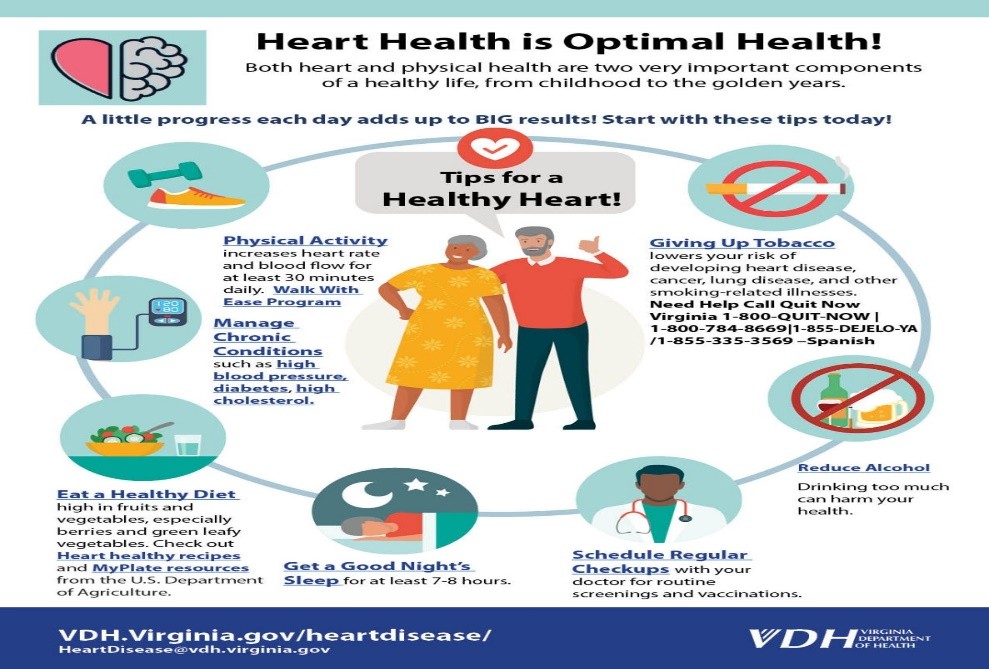 Heart Health is Optimal Health!
Both heart and physical health are two very important components
of a healthy life, from childhood to the golden years.
A little progress each day adds up to BIG results! Start with these tips today!
Tips for a
Healthy Heart!
Physical Activity
increases heart rate
and blood flow for
at least 30 minutes
daily. Walk With
Ease Program
Manage
Chronic
Conditions
such as high
blood pressure,
diabetes, high
cholesterol.
120
80
Eat a Healthy Diet
high in fruits and
vegetables, especially
berries and green leafy
vegetables. Check out
Heart healthy recipes
and MyPlate resources
from the U.S. Department
of Agriculture.
Get a Good Night's
Sleep for at least 7-8 hours.
Schedule Regular
Checkups with your
doctor for routine
screenings and vaccinations.
Giving Up Tobacco
lowers your risk of
developing heart disease,
cancer, lung disease, and other
smoking-related illnesses.
Need Help Call Quit Now
Virginia 1-800-QUIT-NOW |
1-800-784-8669|1-855-DEJELO-YA
/1-855-335-3569 –Spanish
Reduce Alcohol
Drinking too much
can harm your
health.
VDH.Virginia.gov/heartdisease/
HeartDisease@vdh.virginia.gov
VDH VIRGINIA
DEPARTMENT
OF HEALTH